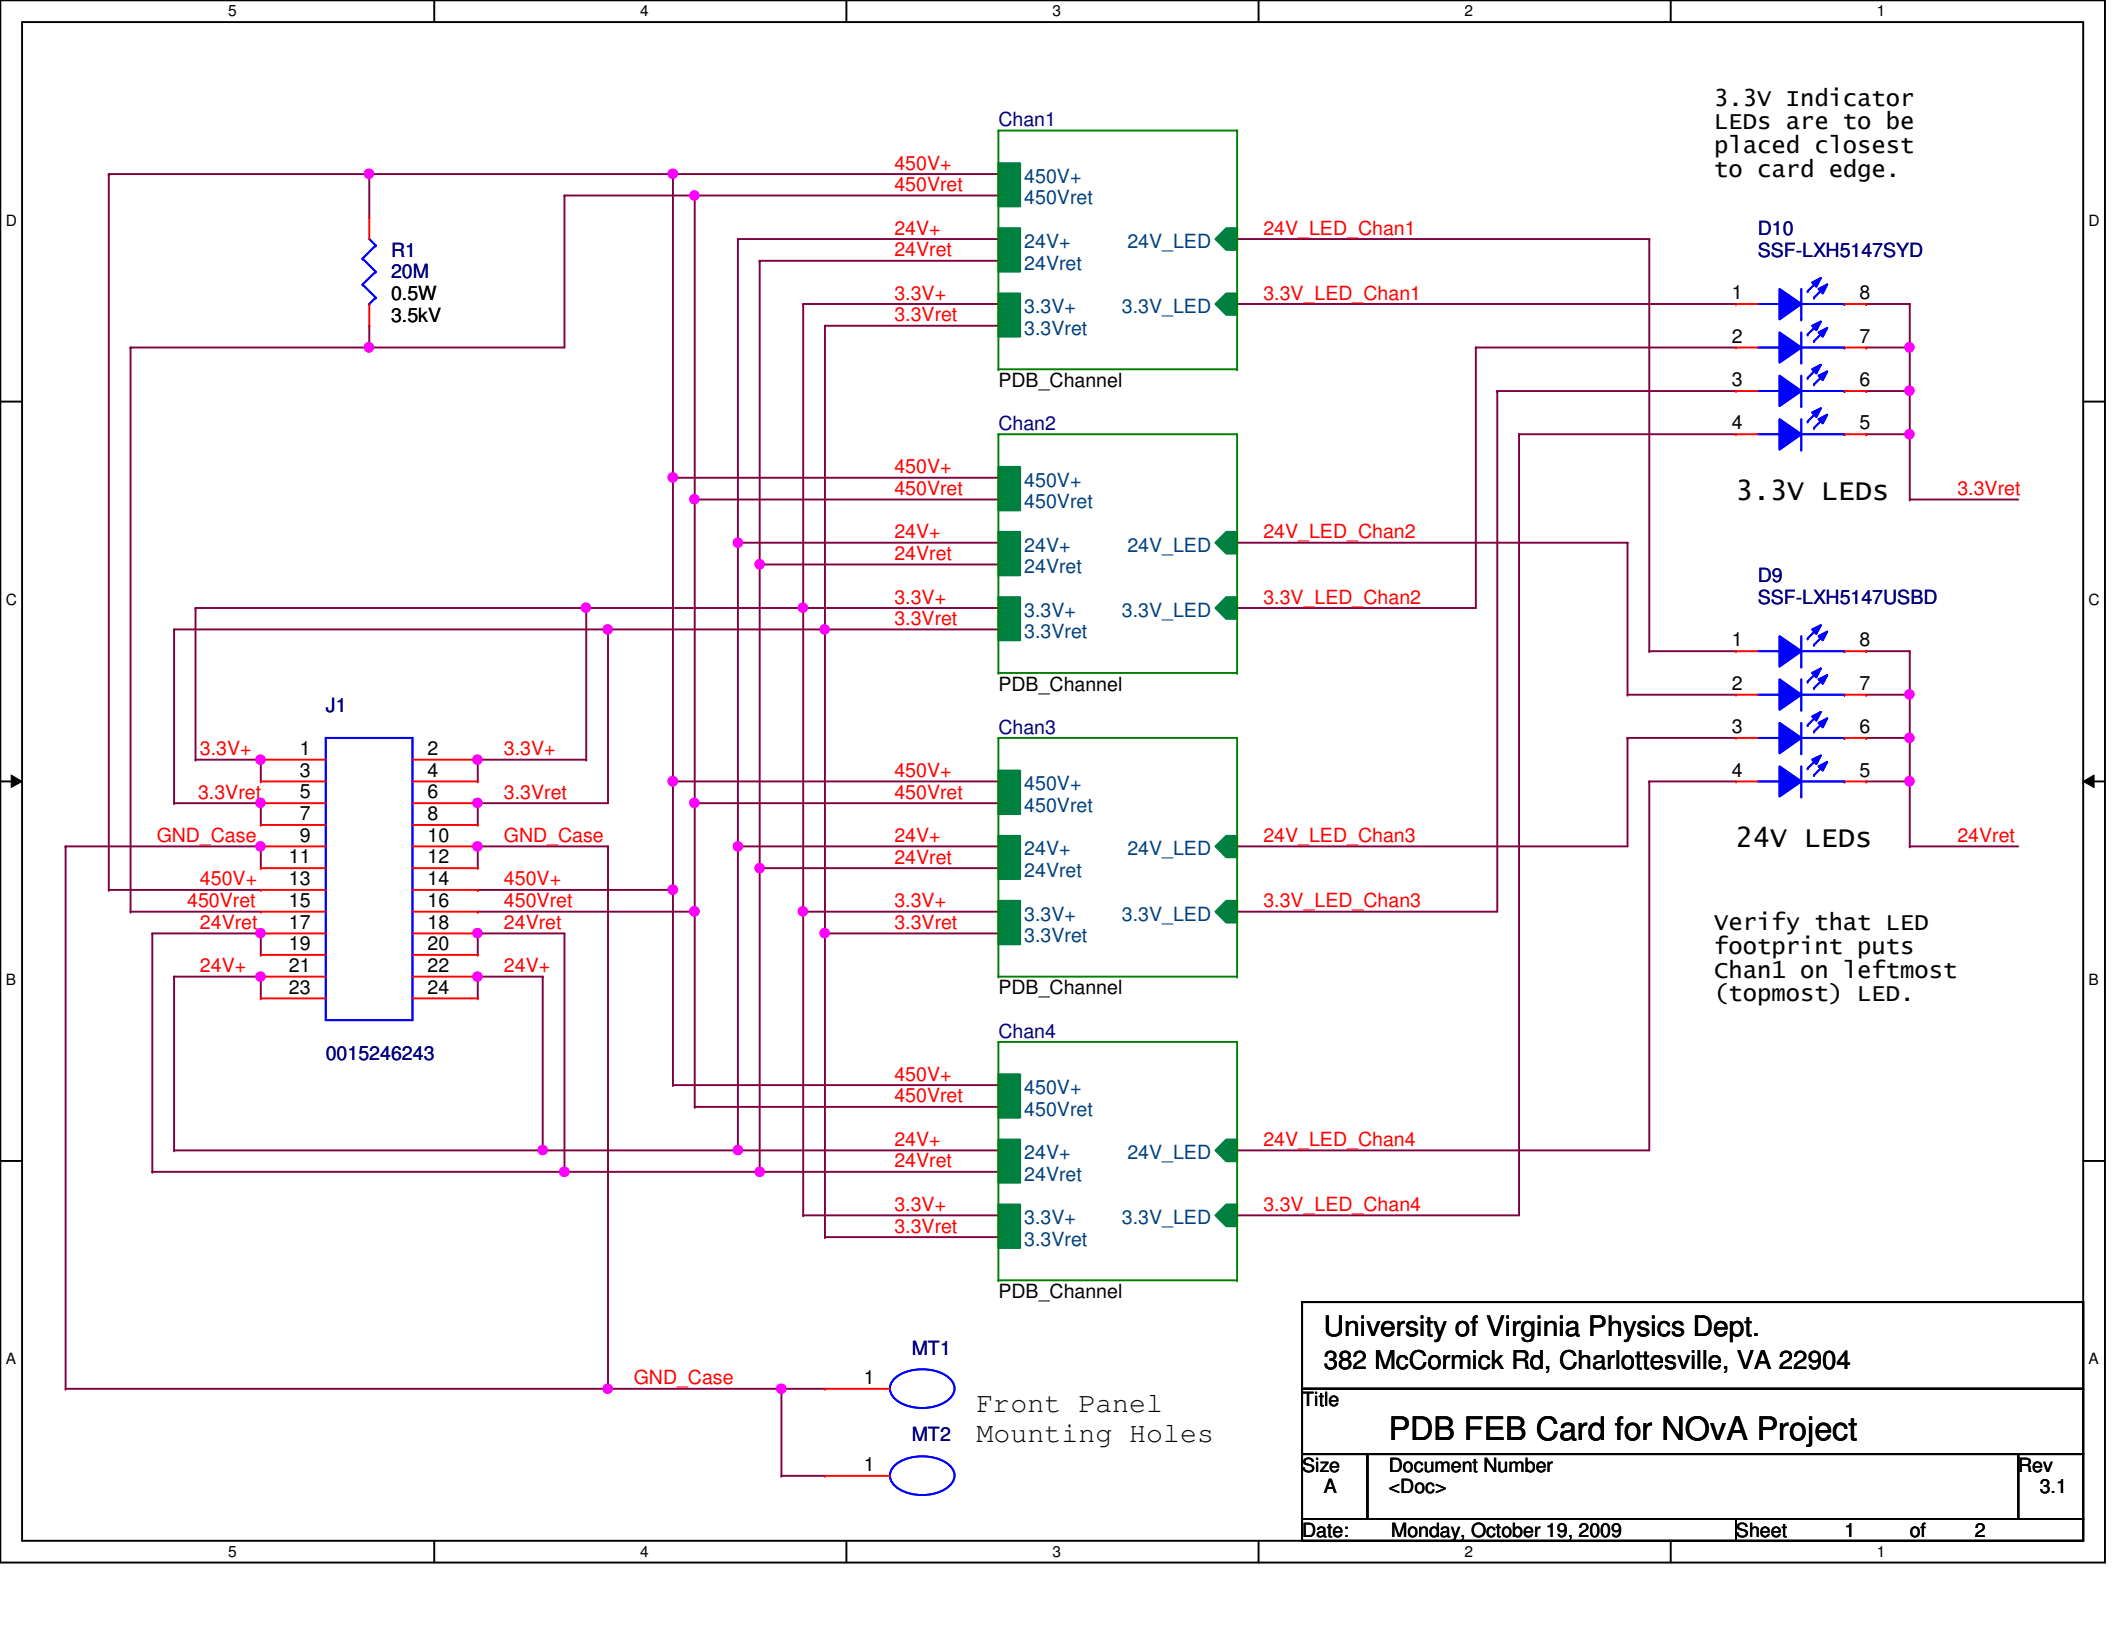 5 4 3 2 1
3.3V Indicator
LEDs are to be
placed closest
to card edge.
Chan1
450V+
450Vret
24V+
24Vret
3.3V+
3.3Vret
450V+
450Vret
24V+
24Vret
3.3V+
3.3Vret
24V_LED
3.3V_LED
24V_LED_Chan1
3.3V_LED_Chan1
PDB_Channel
D
D
R1
20M
0.5W
3.5kV
D10
SSF-LXH5147SYD
1 8
2 7
3 6
4 5
3.3V LEDs
3.3Vret
Chan2
450V+
450Vret
24V+
24Vret
3.3V+
3.3Vret
450V+
450Vret
24V+
24Vret
3.3V+
3.3Vret
24V_LED
3.3V_LED
24V_LED_Chan2
3.3V_LED_Chan2
PDB_Channel
C
C
D9
SSF-LXH5147USBD
1 8
2 7
3 6
4 5
24V LEDs
24Vret
J1
3.3V+ 1 2 3.3V+
3 4
3.3Vret 5 6 3.3Vret
7 8
GND_Case 9 10 GND_Case
11 12
450V+ 13 14 450V+
450Vret 15 16 450Vret
24Vret 17 18 24Vret
19 20
24V+ 21 22 24V+
23 24
0015246243
Chan3
450V+
450Vret
24V+
24Vret
3.3V+
3.3Vret
450V+
450Vret
24V+
24Vret
3.3V+
3.3Vret
24V_LED
3.3V_LED
24V_LED_Chan3
3.3V_LED_Chan3
PDB_Channel
Verify that LED
footprint puts
Chan1 on leftmost
(topmost) LED.
B
B
Chan4
450V+
450Vret
24V+
24Vret
3.3V+
3.3Vret
450V+
450Vret
24V+
24Vret
3.3V+
3.3Vret
24V_LED
3.3V_LED
24V_LED_Chan4
3.3V_LED_Chan4
PDB_Channel
A
A
GND_Case
MT1
1
MT2
1
Front Panel
Mounting Holes
University of Virginia Physics Dept.
382 McCormick Rd, Charlottesville, VA 22904
Title
PDB FEB Card for NOvA Project
Size
A
Document Number
<Doc>
Rev
3.1
Date: Monday, October 19, 2009 Sheet 1 of 2
5 4 3 2 1